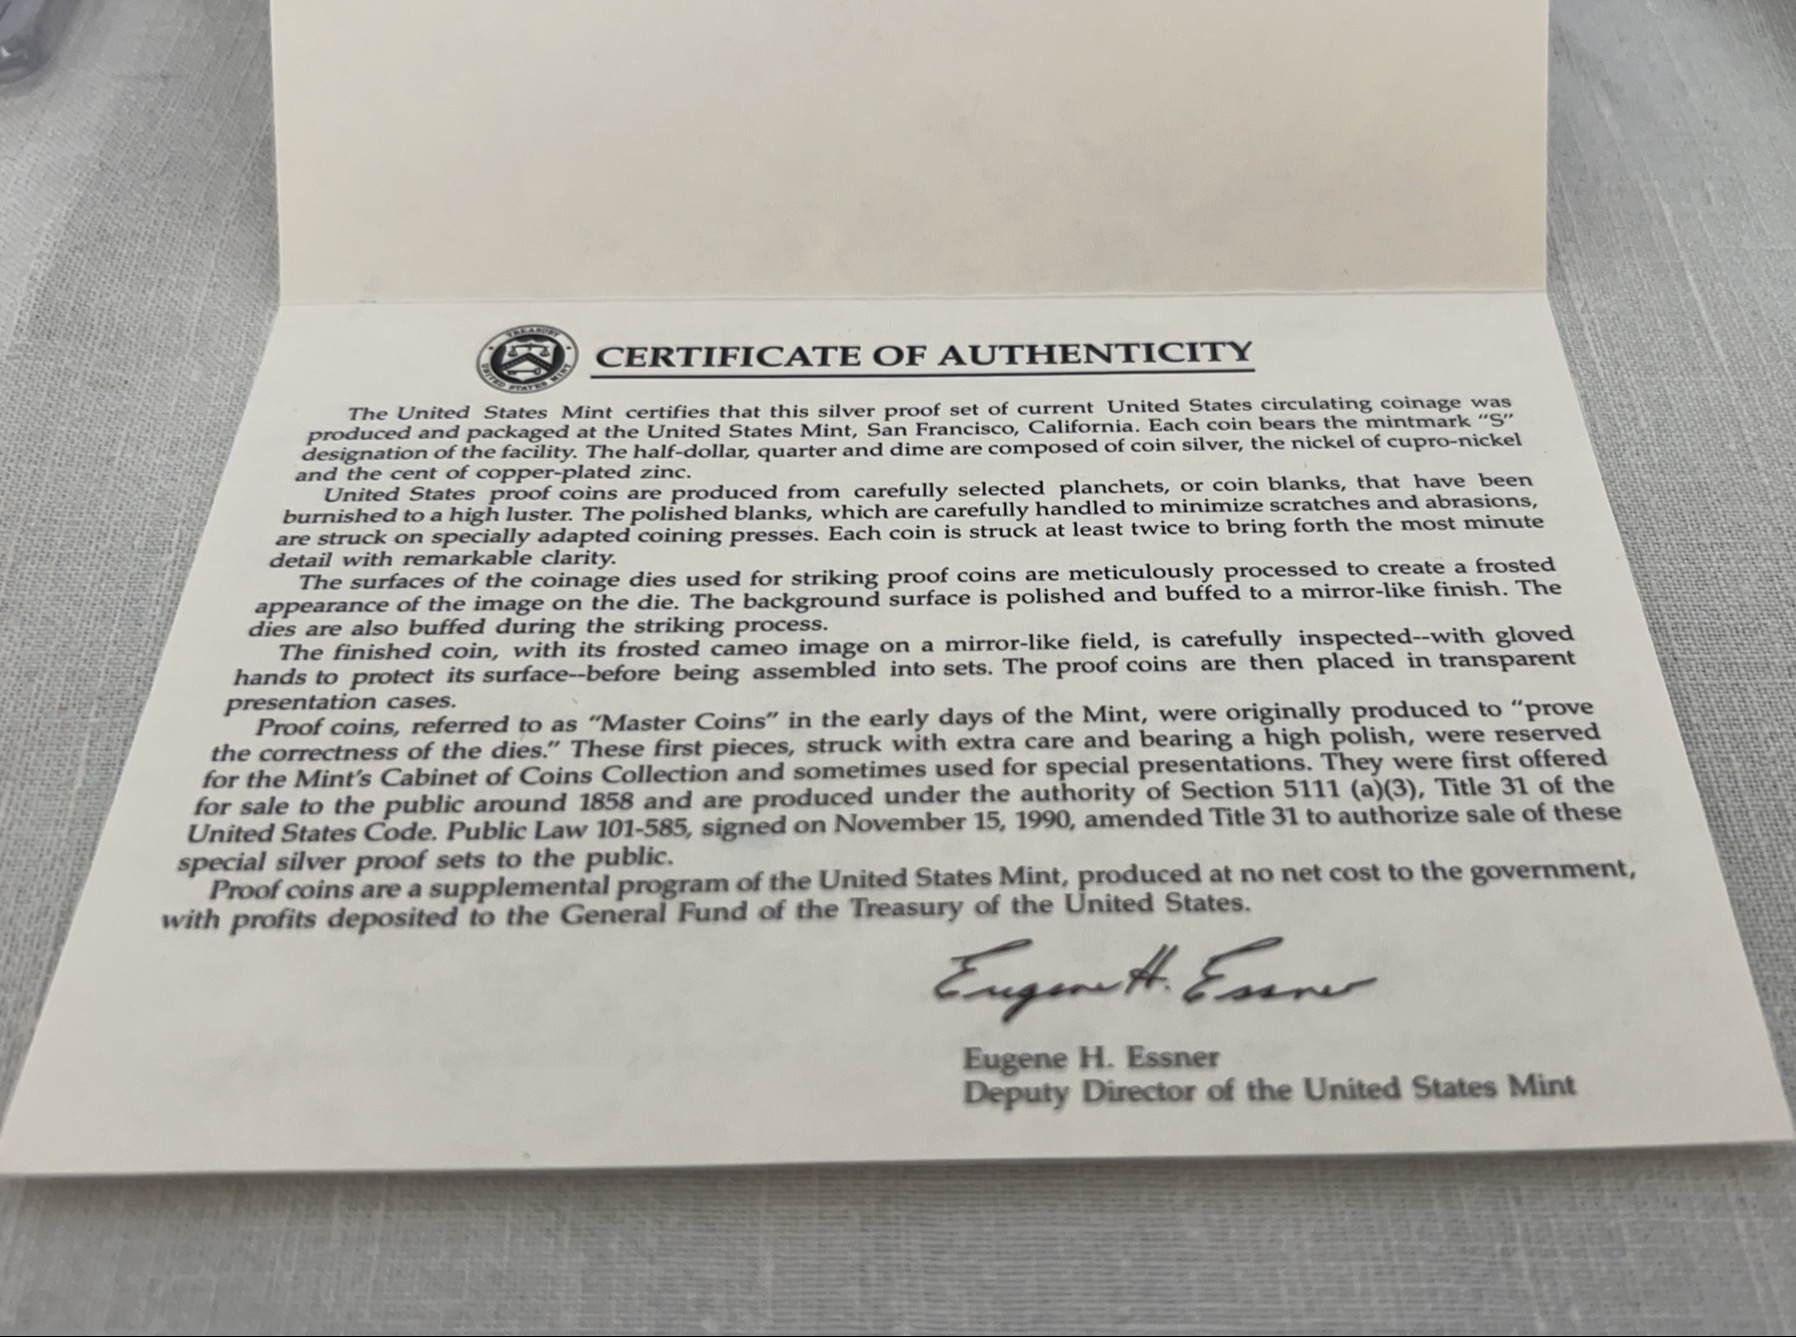 TREASURY
UNITED STATES MINT
CERTIFICATE OF AUTHENTICITY
The United States Mint certifies that this silver proof set of current United States circulating coinage was
produced and packaged at the United States Mint, San Francisco, California. Each coin bears the mintmark “S”
designation of the facility. The half-dollar, quarter and dime are composed of coin silver, the nickel of cupro-nickel
and the cent of copper-plated zinc.
United States proof coins are produced from carefully selected planchets, or coin blanks, that have been
burnished to a high luster. The polished blanks, which are carefully handled to minimize scratches and abrasions,
are struck on specially adapted coining presses. Each coin is struck at least twice to bring forth the most minute
detail with remarkable clarity.
The surfaces of the coinage dies used for striking proof coins are meticulously processed to create a frosted
appearance of the image on the die. The background surface is polished and buffed to a mirror-like finish. The
dies are also buffed during the striking process.
The finished coin, with its frosted cameo image on a mirror-like field, is carefully inspected--with gloved
hands to protect its surface--before being assembled into sets. The proof coins are then placed in transparent
presentation cases.
Proof coins, referred to as “Master Coins” in the early days of the Mint, were originally produced to “prove
the correctness of the dies.” These first pieces, struck with extra care and bearing a high polish, were reserved
for the Mint’s Cabinet of Coins Collection and sometimes used for special presentations. They were first offered
for sale to the public around 1858 and are produced under the authority of Section 5111 (a)(3), Title 31 of the
United States Code. Public Law 101-585, signed on November 15, 1990, amended Title 31 to authorize sale of these
special silver proof sets to the public.
Proof coins are a supplemental program of the United States Mint, produced at no net cost to the government,
with profits deposited to the General Fund of the Treasury of the United States.
Eugene H. Essner
Eugene H. Essner
Deputy Director of the United States Mint